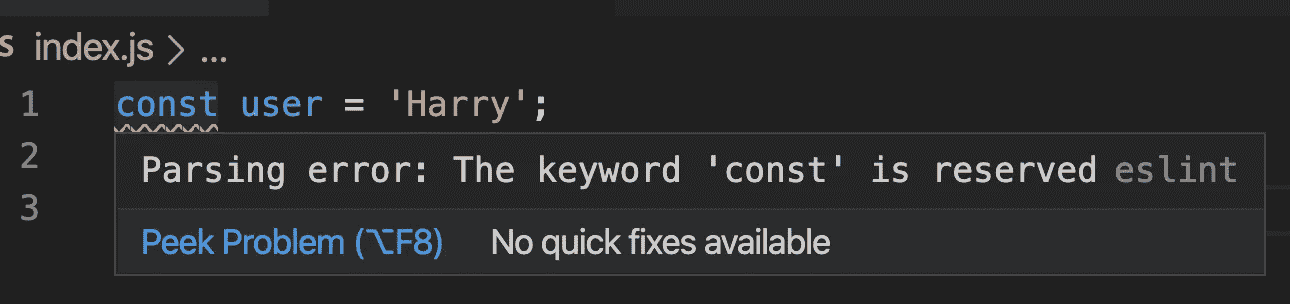 S index.js > ...
1 const user = 'Harry';
2
Parsing error: The keyword 'const' is reserved eslint
3
Peek Problem (⌥F8) No quick fixes available